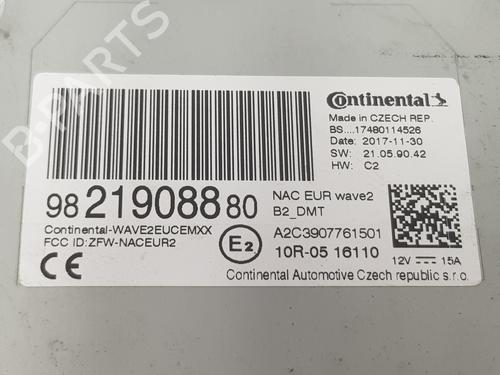 B-PARTS
Continental
Made in CZECH REP.
BS....17480114526
Date: 2017-11-30
SW: 21.05.90.42
HW: C2
98 219088 80
NAC EUR wave2
B2_DMT
Continental-WAVE2EUCEMXX
FCC ID:ZFW-NACEUR2
E2
A2C3907761501
10R-05 16110
12V 15A
Continental Automotive Czech republic s.r.o.